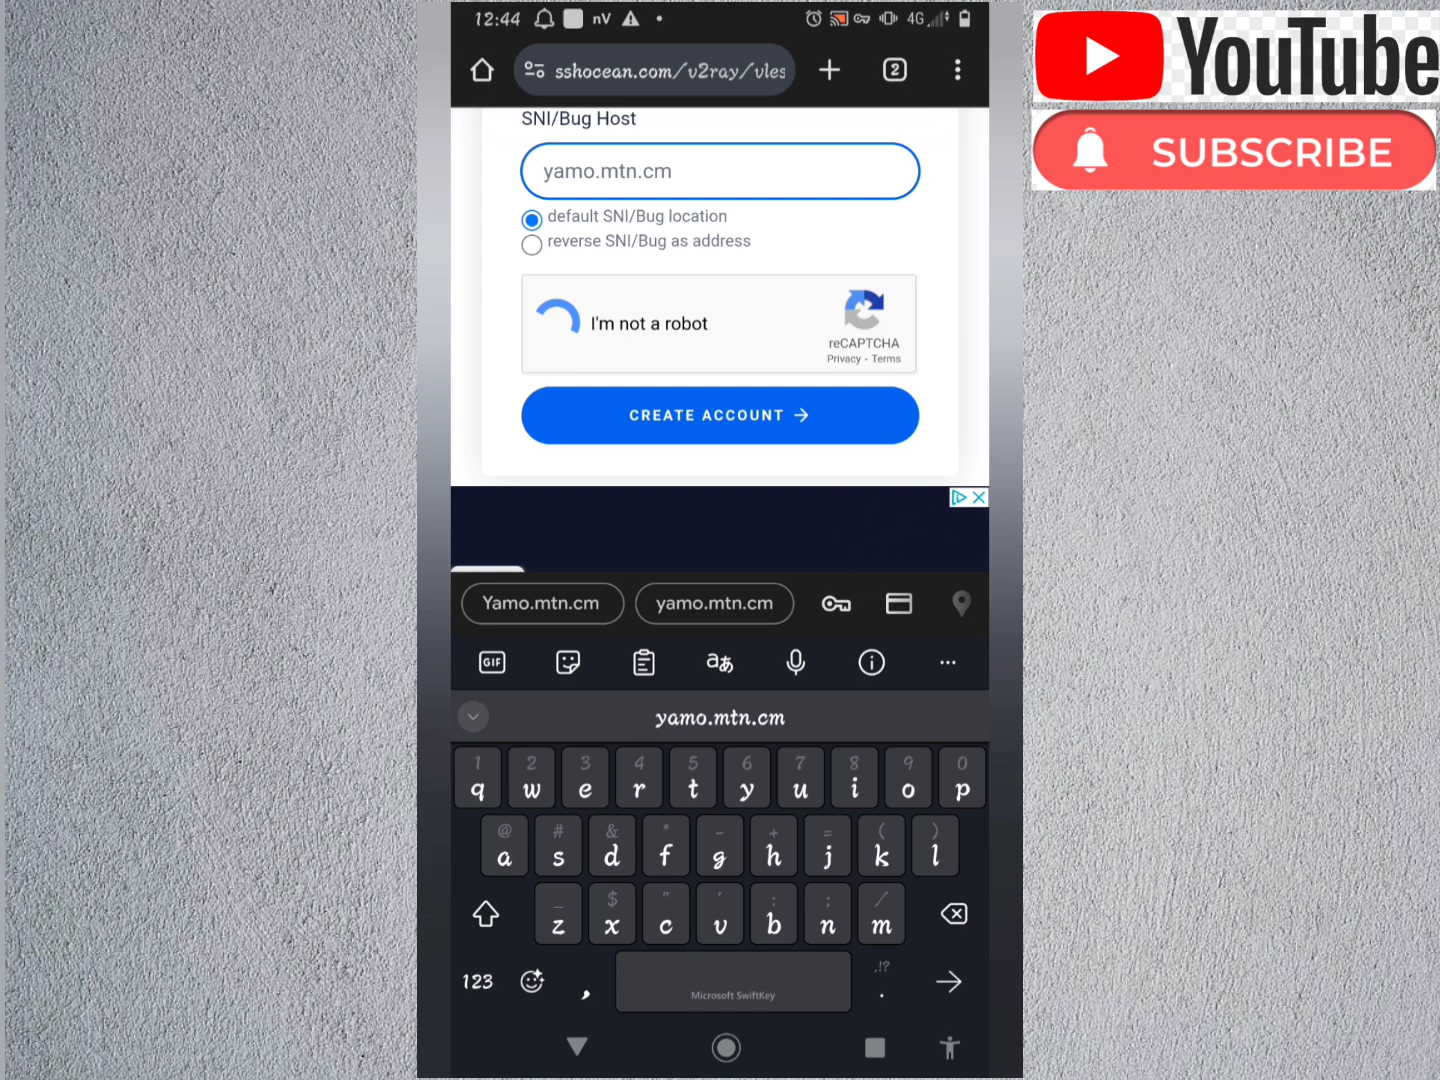 12:44 nV 4G
sshocean.com/v2ray/vles
2
YouTube
SUBSCRIBE
SNI/Bug Host
yamo.mtn.cm
default SNI/Bug location
reverse SNI/Bug as address
I'm not a robot
reCAPTCHA
Privacy - Terms
CREATE ACCOUNT →
Yamo.mtn.cm yamo.mtn.cm
GIF aあ
yamo.mtn.cm
1 2 3 4 5 6 7 8 9 0
q w e r t y u i o p
@ # & * - + = ( )
a s d f g h j k l
_ $ " ' : ; /
z x c v b n m
123 , ,!? .
Microsoft SwiftKey